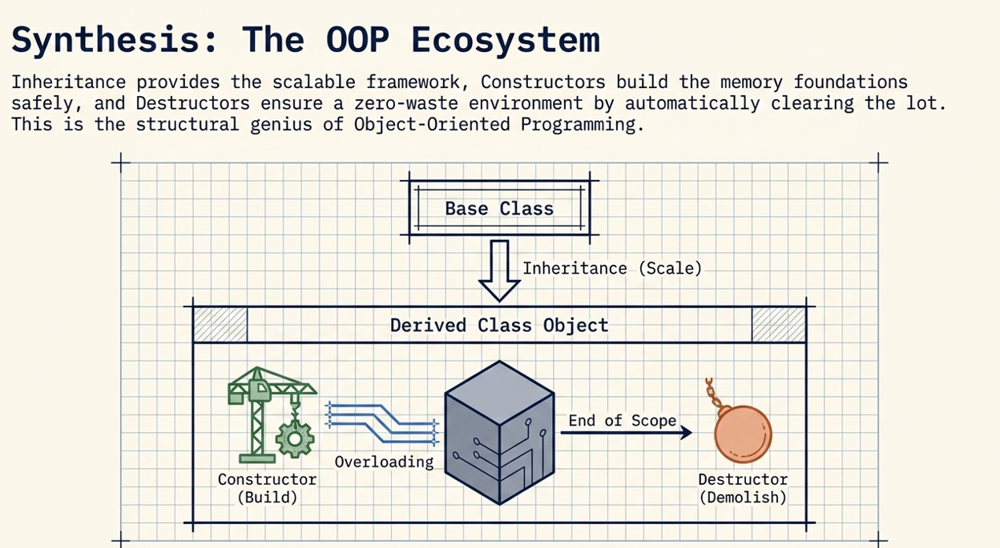 Synthesis: The OOP Ecosystem
Inheritance provides the scalable framework, Constructors build the memory foundations
safely, and Destructors ensure a zero-waste environment by automatically clearing the lot.
This is the structural genius of Object-Oriented Programming.
Base Class
Inheritance (Scale)
Derived Class Object
End of Scope
Overloading
Constructor
(Build)
Destructor
(Demolish)